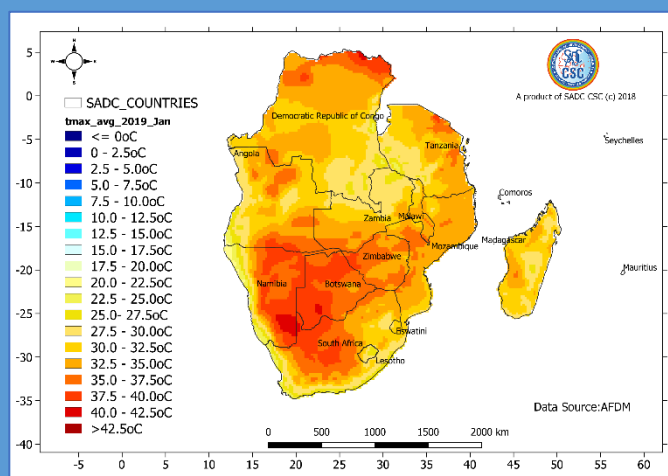 5
0
-5
-10
-15
-20
-25
-30
-35
-40
N
W
E
S
SADC_COUNTRIES
tmax_avg_2019_Jan
<= 0oC
0 - 2.5oC
2.5 - 5.0oC
5.0 - 7.5oC
7.5 - 10.0oC
10.0 - 12.5oC
12.5 - 15.0oC
15.0 - 17.5oC
17.5 - 20.0oC
20.0 - 22.5oC
22.5 - 25.0oC
25.0 - 27.5oC
27.5 - 30.0oC
30.0 - 32.5oC
32.5 - 35.0oC
35.0 - 37.5oC
37.5 - 40.0oC
40.0 - 42.5oC
>42.5oC
CSC
A product of SADC CSC (c) 2018
Democratic Republic of Congo
Tanzania
Seychelles
Angola
Comoros
Zambia
Malawi
Mozambique
Madagascar
Zimbabwe
Mauritius
Namibia
Botswana
Eswatini
South Africa
Lesotho
Data Source:AFDM
0 500 1000 1500 2000 km
-5 0 5 10 15 20 25 30 35 40 45 50 55 60